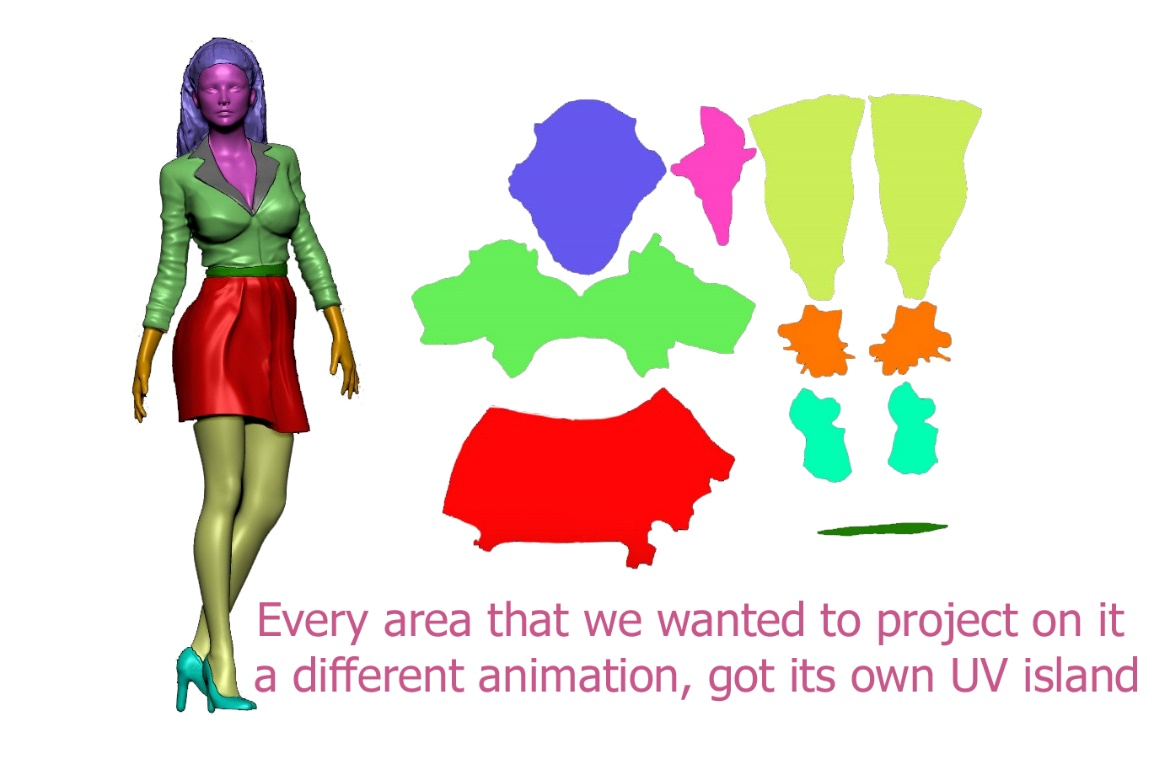 Every area that we wanted to project on it
a different animation, got its own UV island